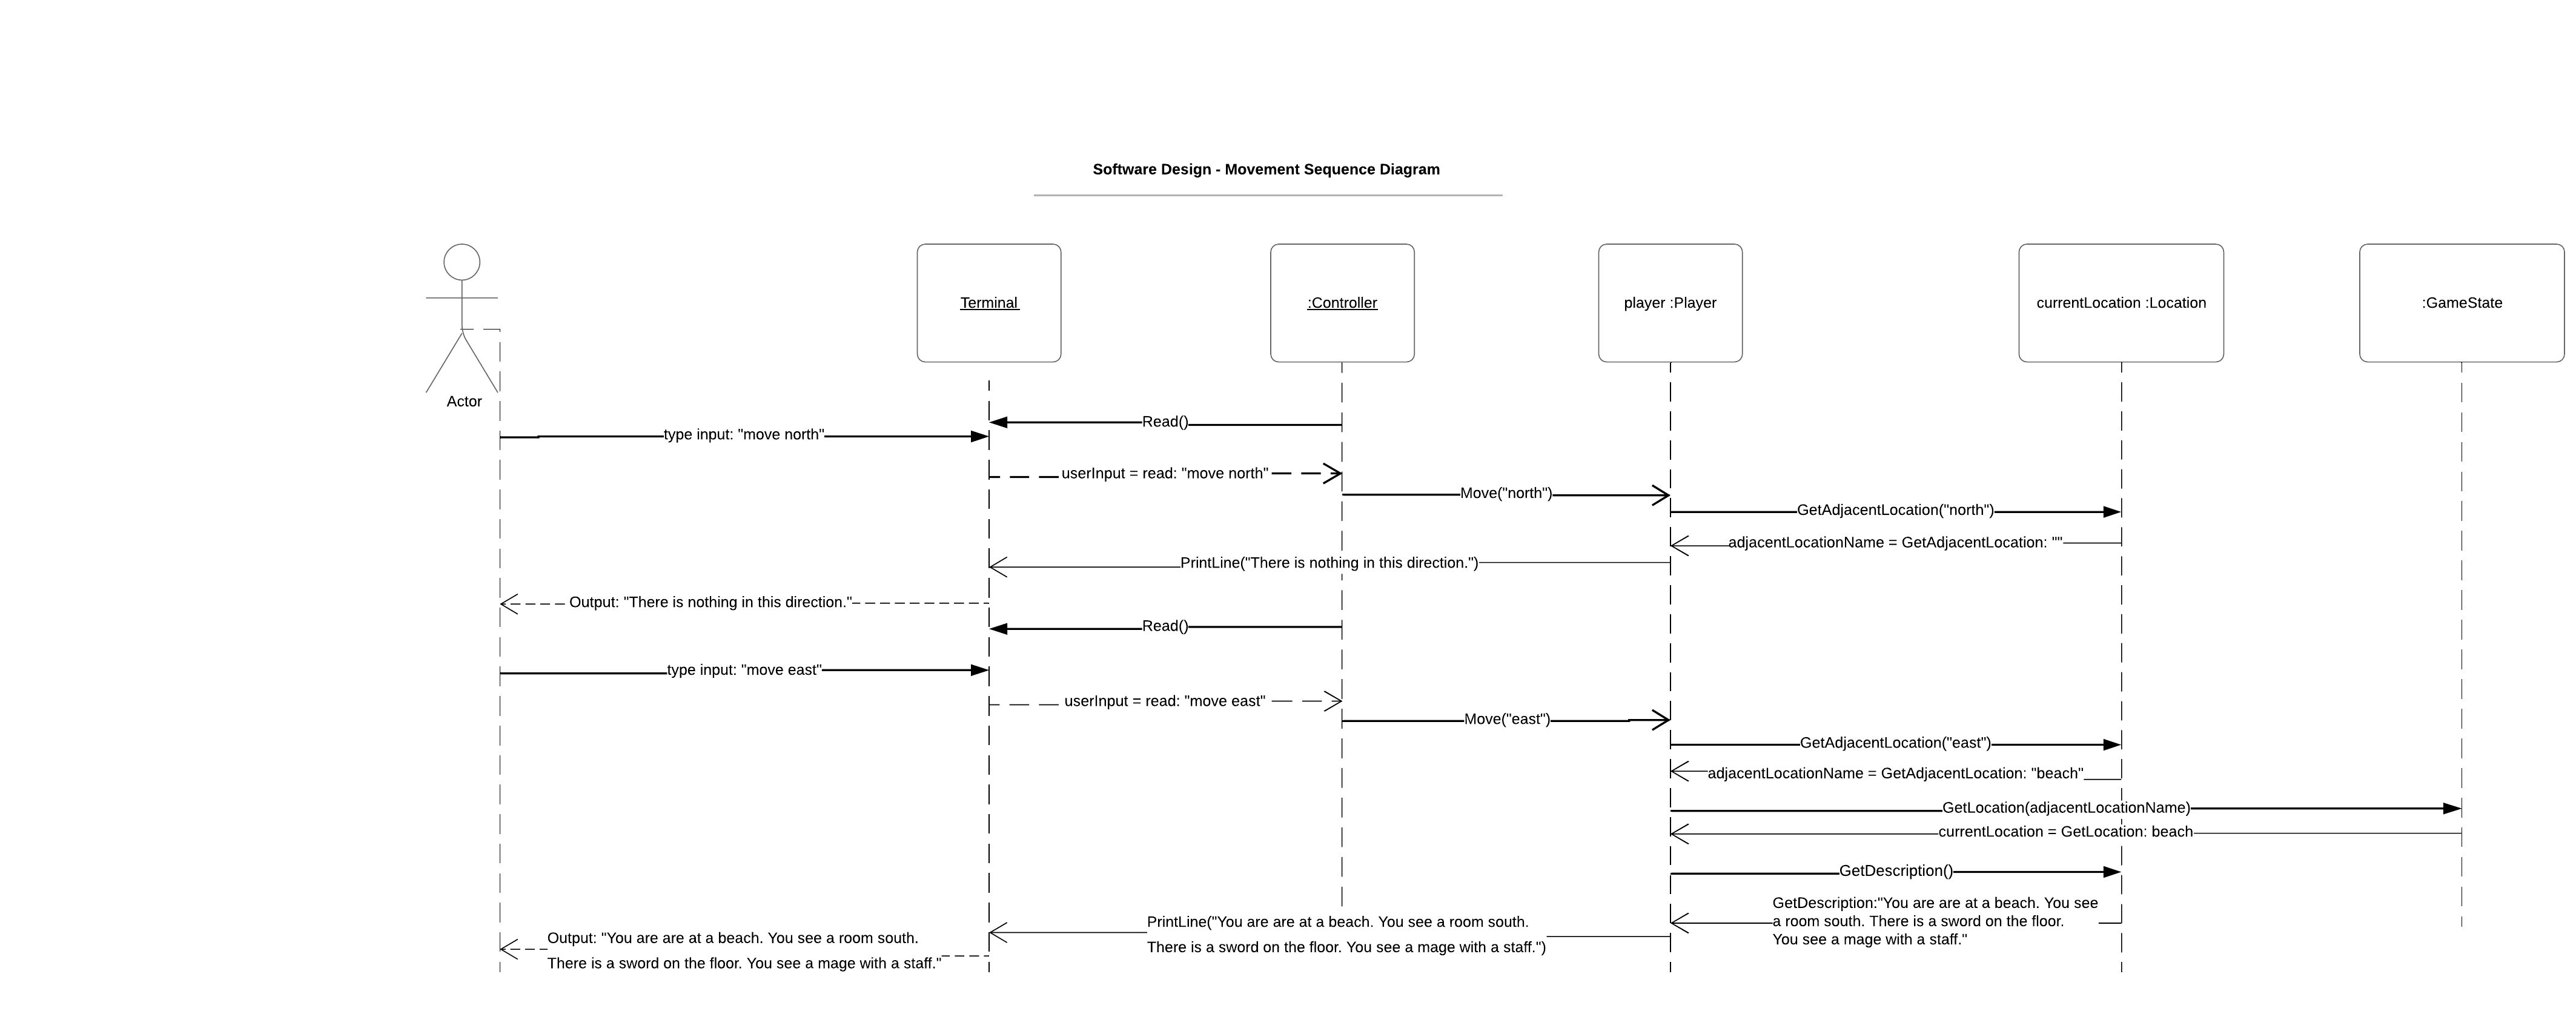 Software Design - Movement Sequence Diagram
Actor
Terminal
:Controller
player :Player
currentLocation :Location
:GameState
Read()
type input: "move north"
userInput = read: "move north"
Move("north")
GetAdjacentLocation("north")
adjacentLocationName = GetAdjacentLocation: ""
PrintLine("There is nothing in this direction.")
Output: "There is nothing in this direction."
Read()
type input: "move east"
userInput = read: "move east"
Move("east")
GetAdjacentLocation("east")
adjacentLocationName = GetAdjacentLocation: "beach"
GetLocation(adjacentLocationName)
currentLocation = GetLocation: beach
GetDescription()
GetDescription:"You are are at a beach. You see
a room south. There is a sword on the floor.
You see a mage with a staff."
PrintLine("You are are at a beach. You see a room south.
There is a sword on the floor. You see a mage with a staff.")
Output: "You are are at a beach. You see a room south.
There is a sword on the floor. You see a mage with a staff."